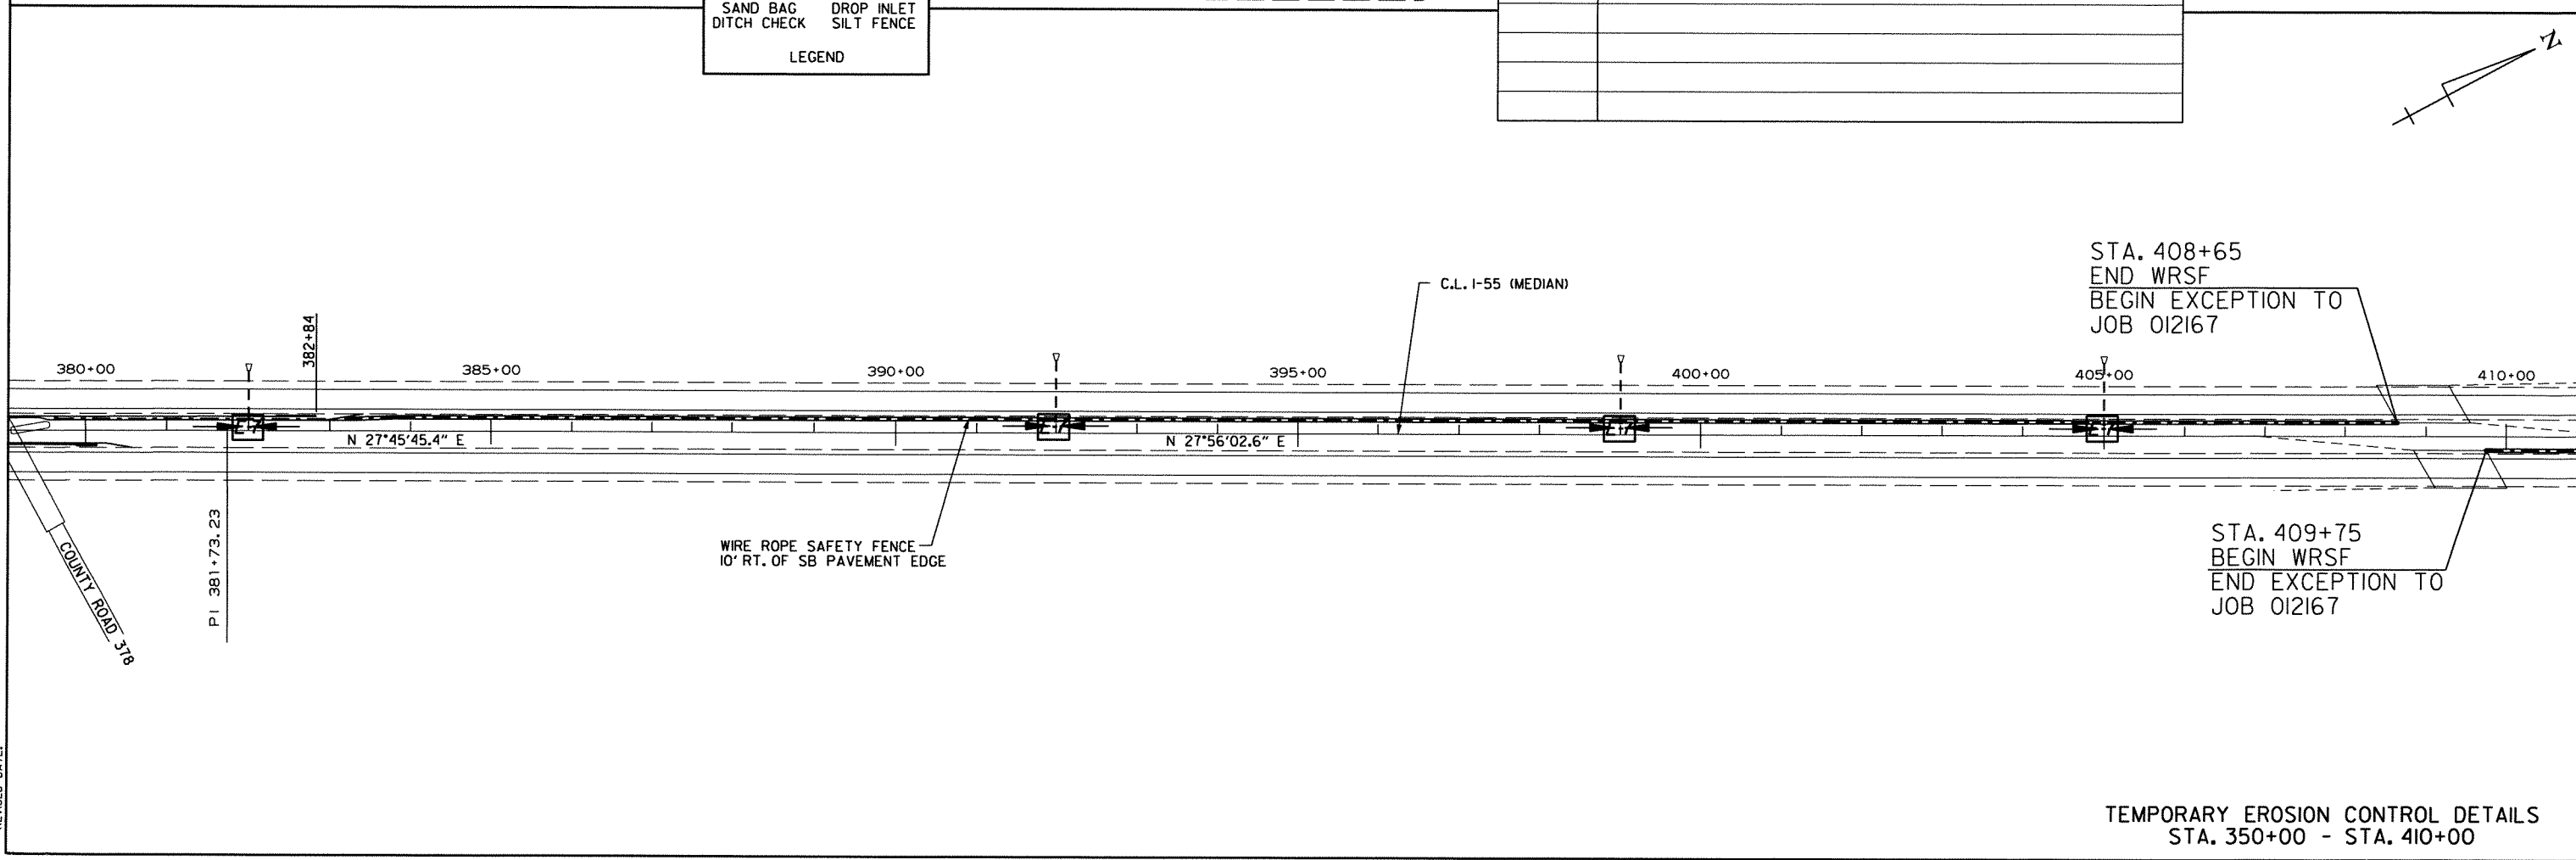 SAND BAG DROP INLET
DITCH CHECK SILT FENCE
LEGEND
N
STA. 408+65
END WRSF
BEGIN EXCEPTION TO
JOB 012167
C.L. I-55 (MEDIAN)
382+84
380+00 385+00 390+00 395+00 400+00 405+00 410+00
E-7 E-7 E-7 E-7
N 27°45'45.4" E N 27°56'02.6" E
P I 381+73.23
COUNTY ROAD 378
WIRE ROPE SAFETY FENCE
10' RT. OF SB PAVEMENT EDGE
STA. 409+75
BEGIN WRSF
END EXCEPTION TO
JOB 012167
TEMPORARY EROSION CONTROL DETAILS
STA. 350+00 - STA. 410+00